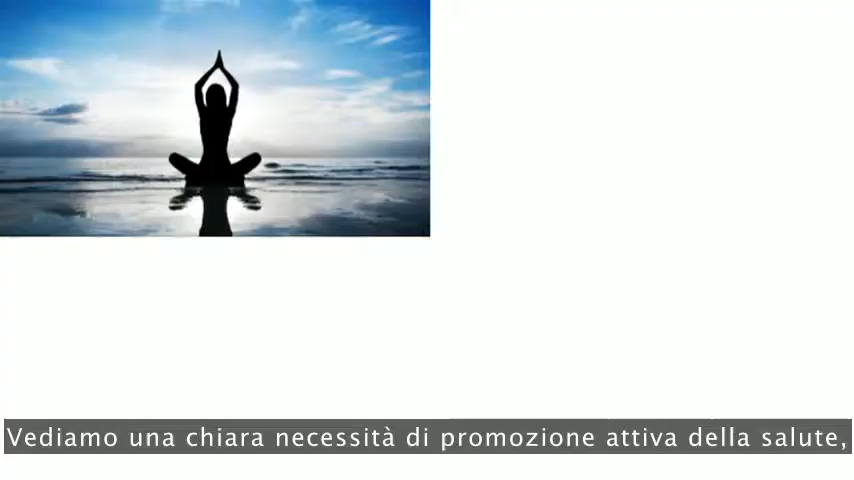 Vediamo una chiara necessità di promozione attiva della salute,